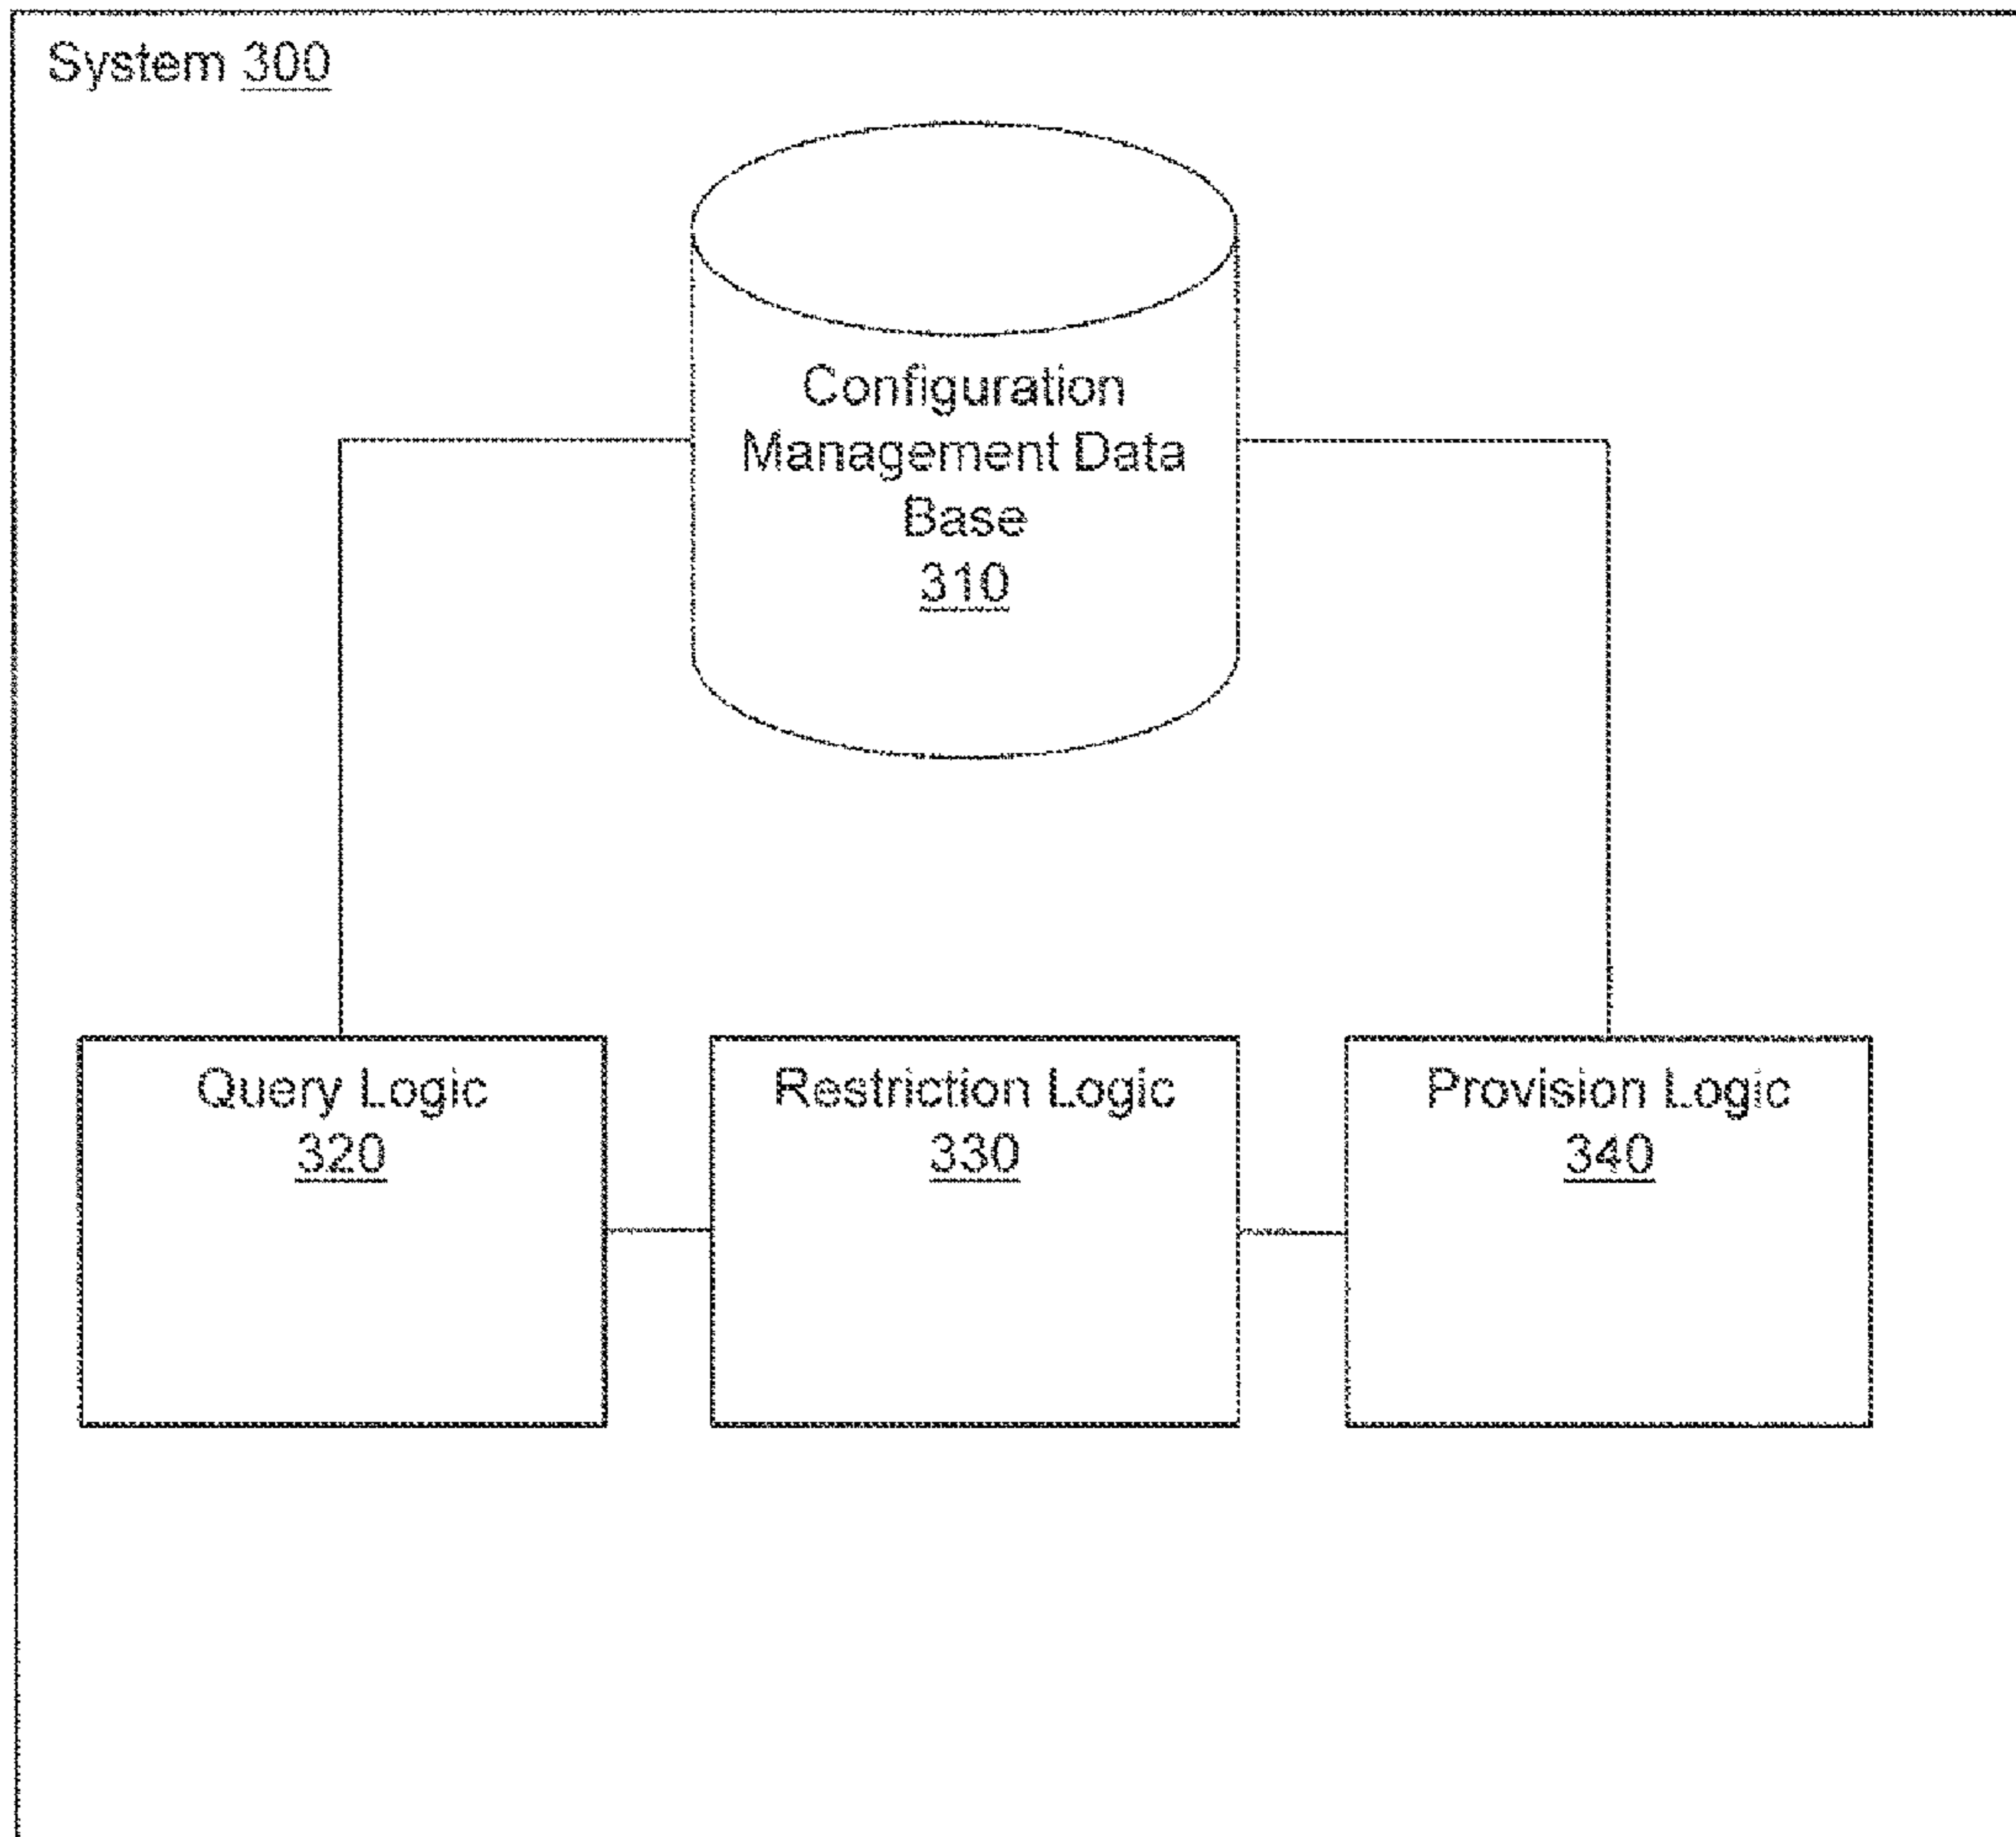 System 300
Configuration
Management Data
Base
310
Query Logic
320
Restriction Logic
330
Provision Logic
340